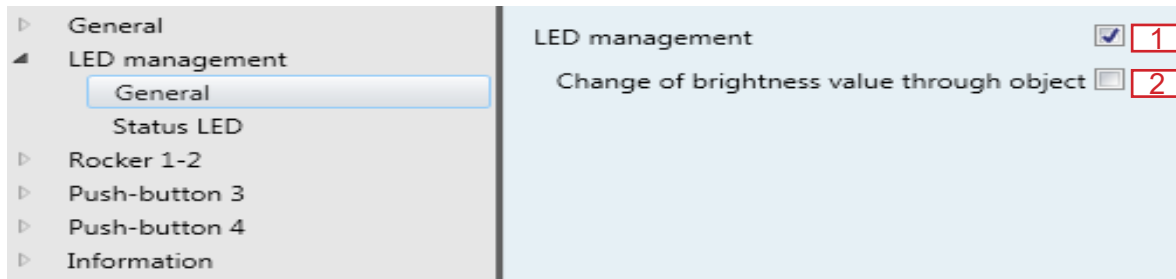 General
LED management
General
Status LED
Rocker 1-2
Push-button 3
Push-button 4
Information
LED management 1
Change of brightness value through object 2